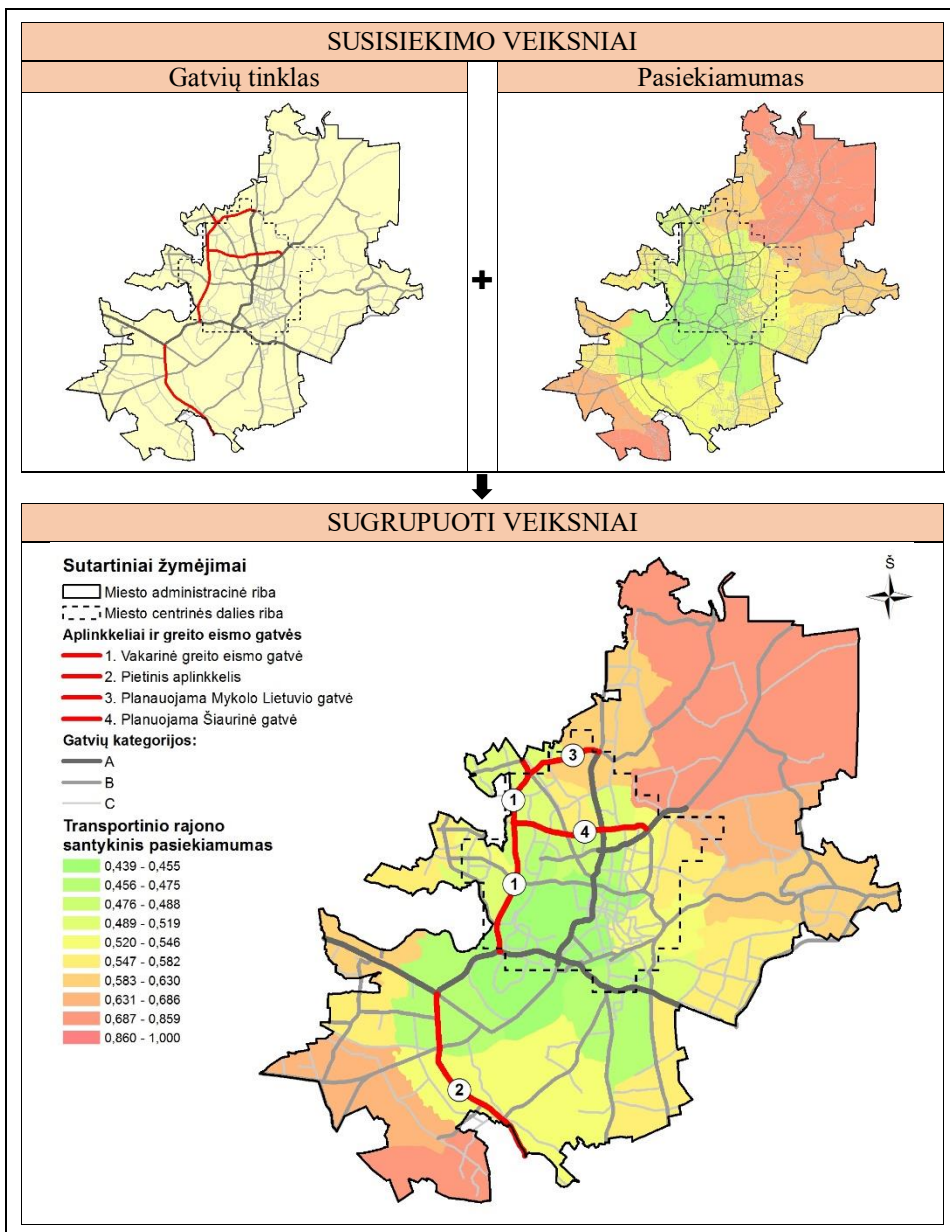 SUSISIEKIMO VEIKSNIAI
Gatvių tinklas
Pasiekiamumas
+
SUGRUPUOTI VEIKSNIAI
Sutartiniai žymėjimai
Miesto administracinė riba
Miesto centrinės dalies riba
Aplinkkeliai ir greito eismo gatvės
1. Vakarinė greito eismo gatvė
2. Pietinis aplinkkelis
3. Planauojama Mykolo Lietuvio gatvė
4. Planuojama Šiaurinė gatvė
Gatvių kategorijos:
A
B
C
Transportinio rajono
santykinis pasiekiamumas
0,439 - 0,455
0,456 - 0,475
0,476 - 0,488
0,489 - 0,519
0,520 - 0,546
0,547 - 0,582
0,583 - 0,630
0,631 - 0,686
0,687 - 0,859
0,860 - 1,000
Š
3
1
4
1
2